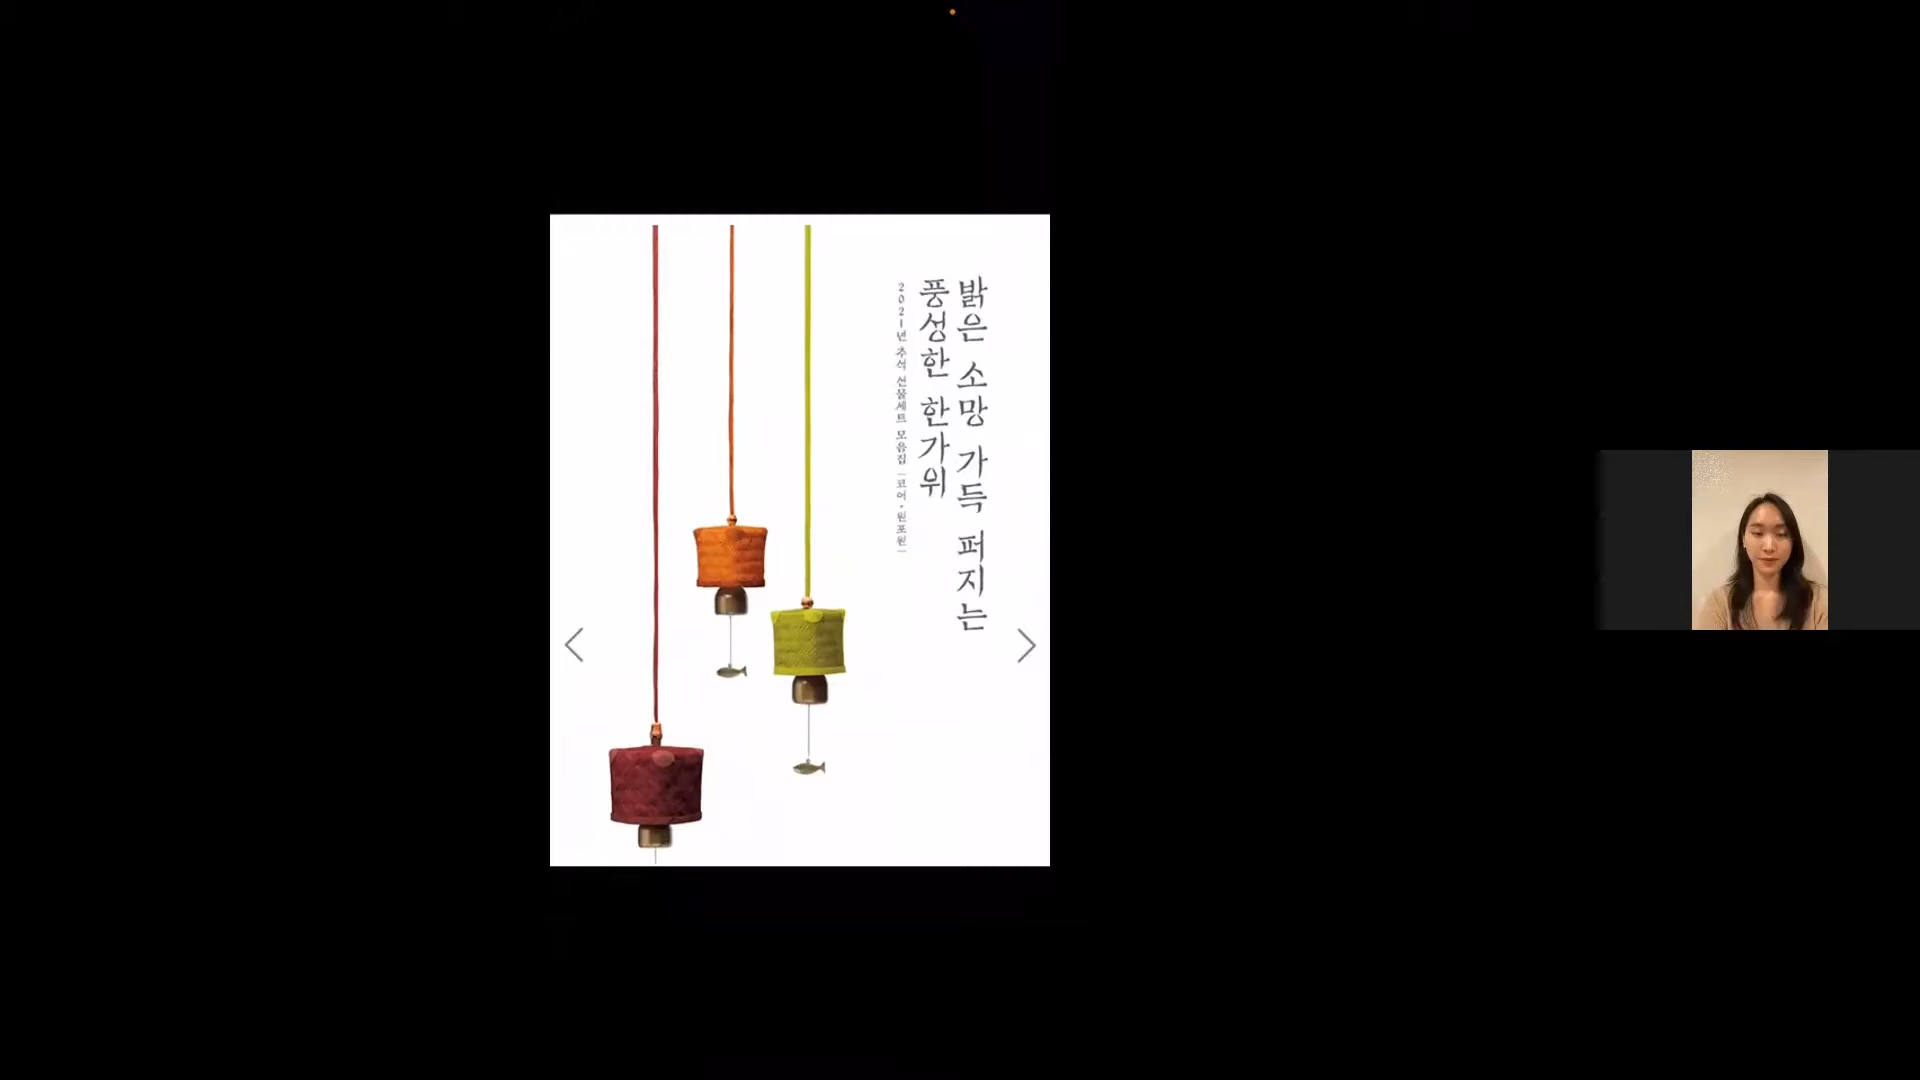 밝은 소망 가득 퍼지는
풍성한 한가위
2021년 추석 선물세트 모음집 |코어·원포원|